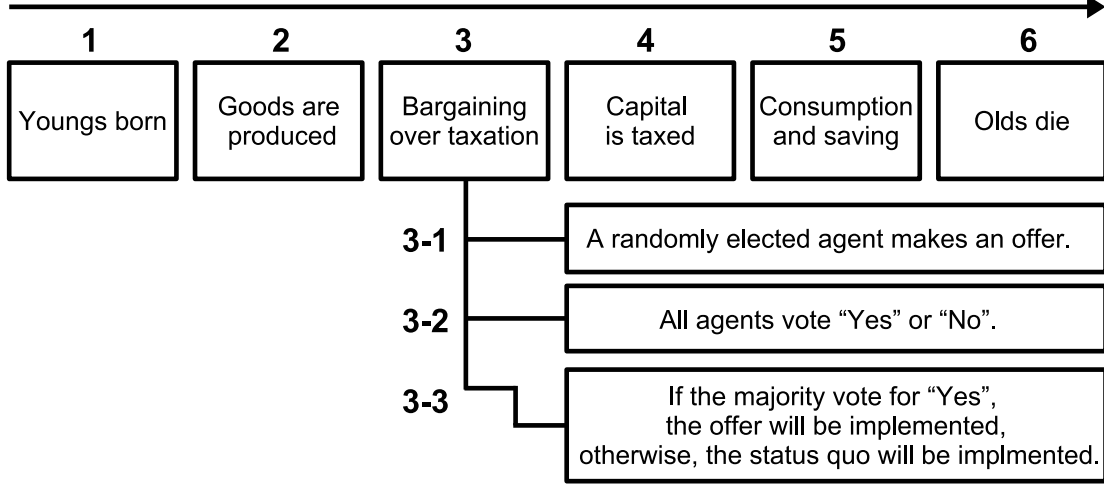 1
2
3
4
5
6
Youngs born
Goods are
produced
Bargaining
over taxation
Capital
is taxed
Consumption
and saving
Olds die
3-1
A randomly elected agent makes an offer.
3-2
All agents vote “Yes” or “No”.
3-3
If the majority vote for “Yes”,
the offer will be implemented,
otherwise, the status quo will be implmented.